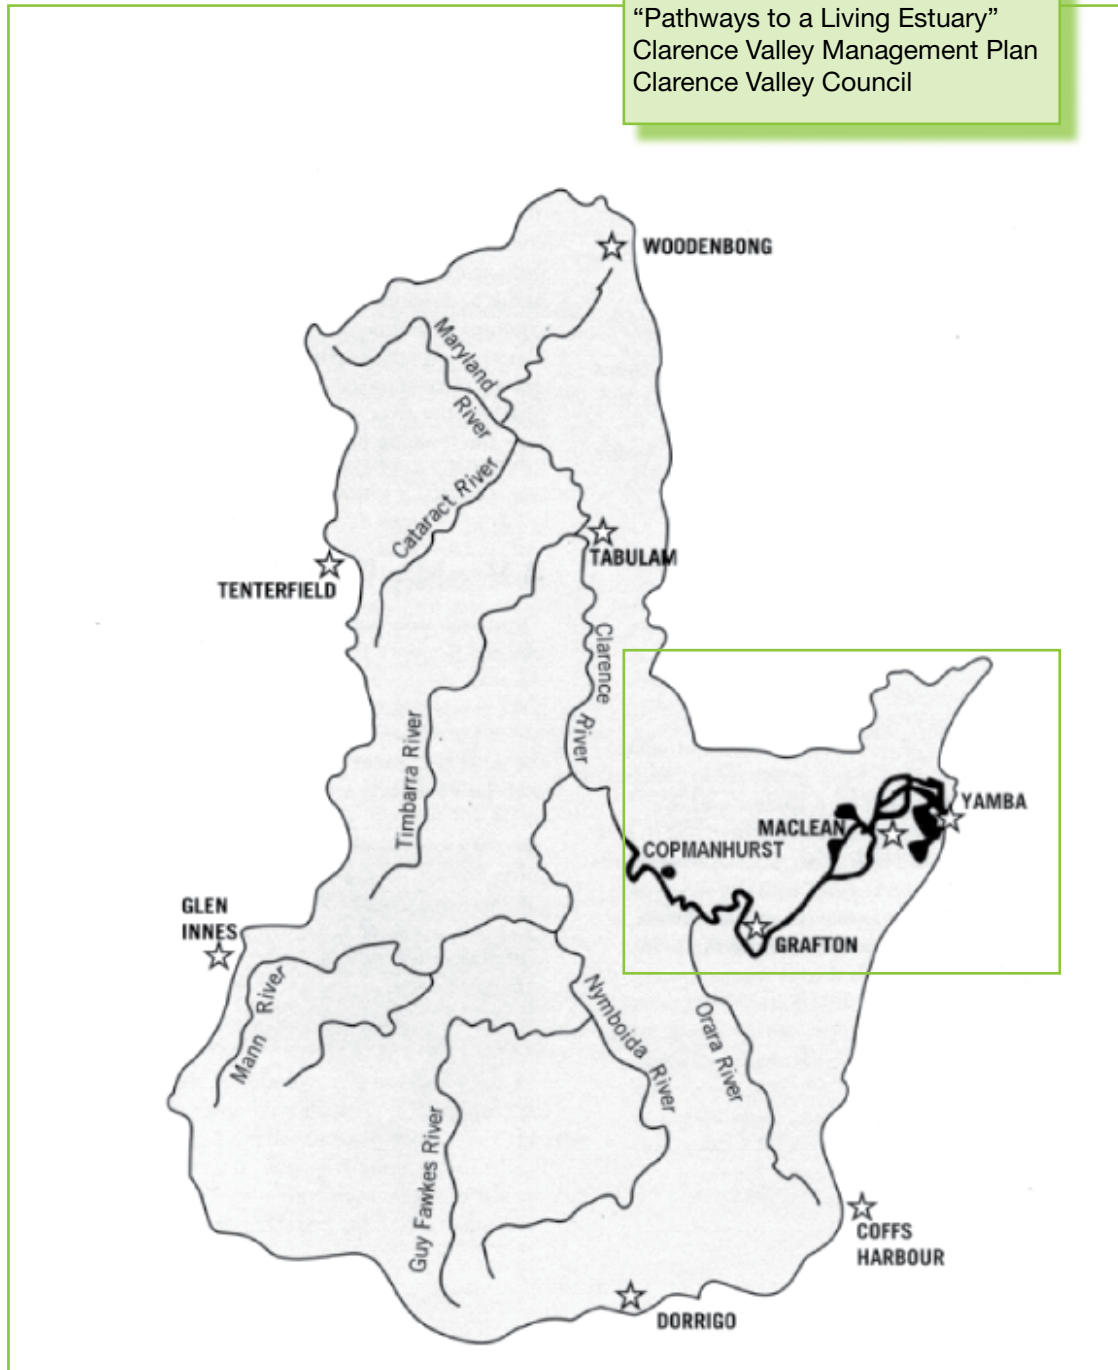 “Pathways to a Living Estuary”
Clarence Valley Management Plan
Clarence Valley Council
WOODENBONG
Maryland
River
Cataract River
TABULAM
TENTERFIELD
Clarence
River
Timbarra River
YAMBA
MACLEAN
COPMANHURST
GLEN
INNES
GRAFTON
Mann River
Nymboida River
Orara River
Guy Fawkes River
COFFS
HARBOUR
DORRIGO